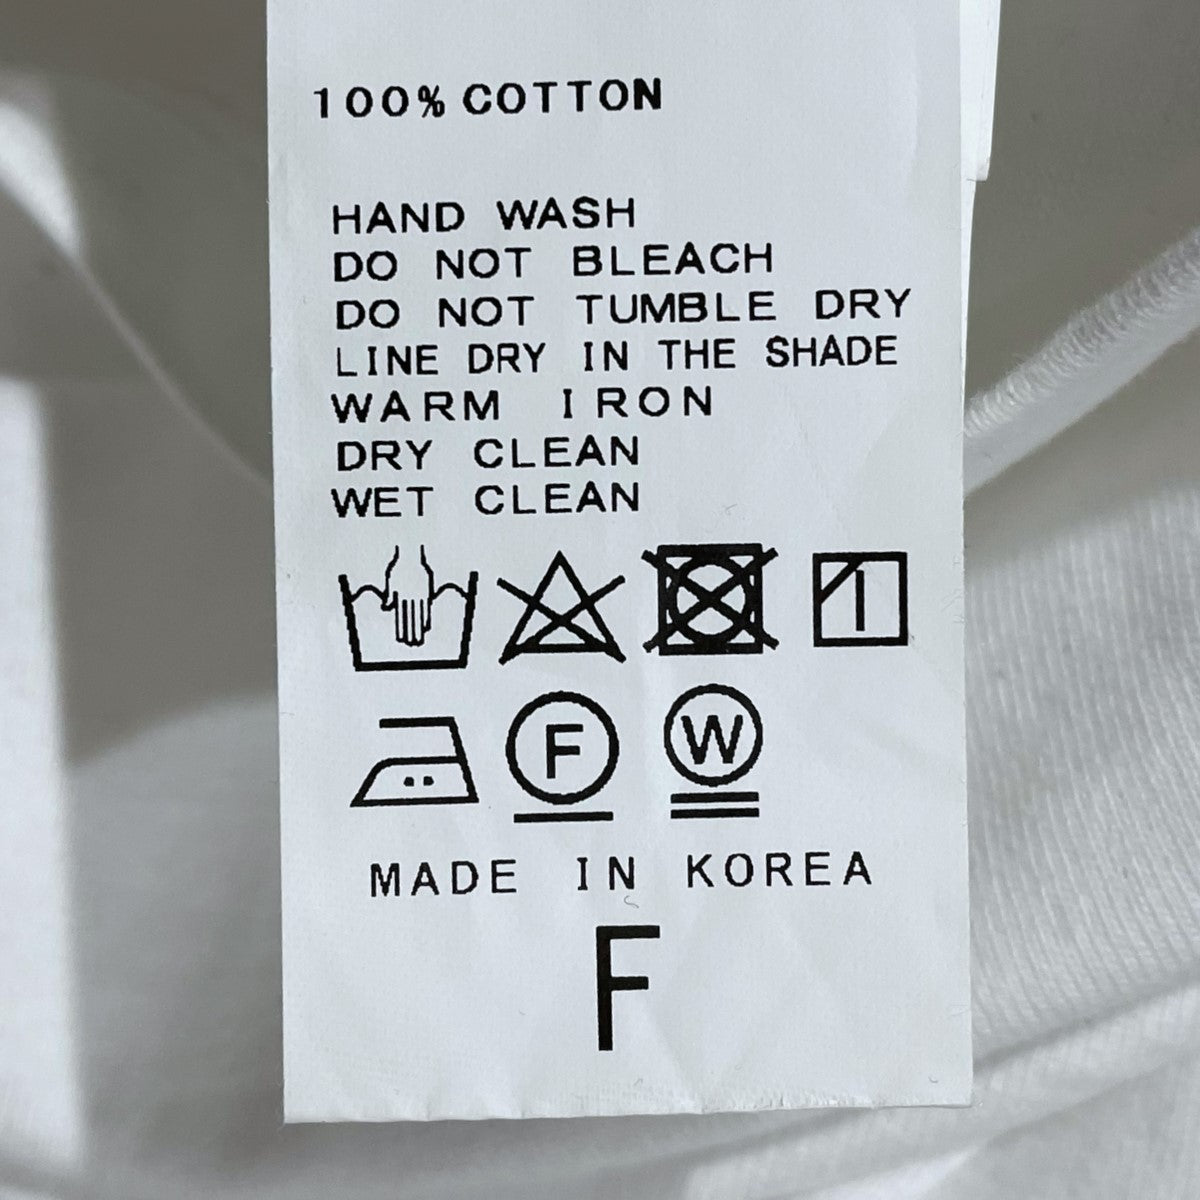 100% COTTON
HAND WASH
DO NOT BLEACH
DO NOT TUMBLE DRY
LINE DRY IN THE SHADE
WARM IRON
DRY CLEAN
WET CLEAN
F W
MADE IN KOREA
F